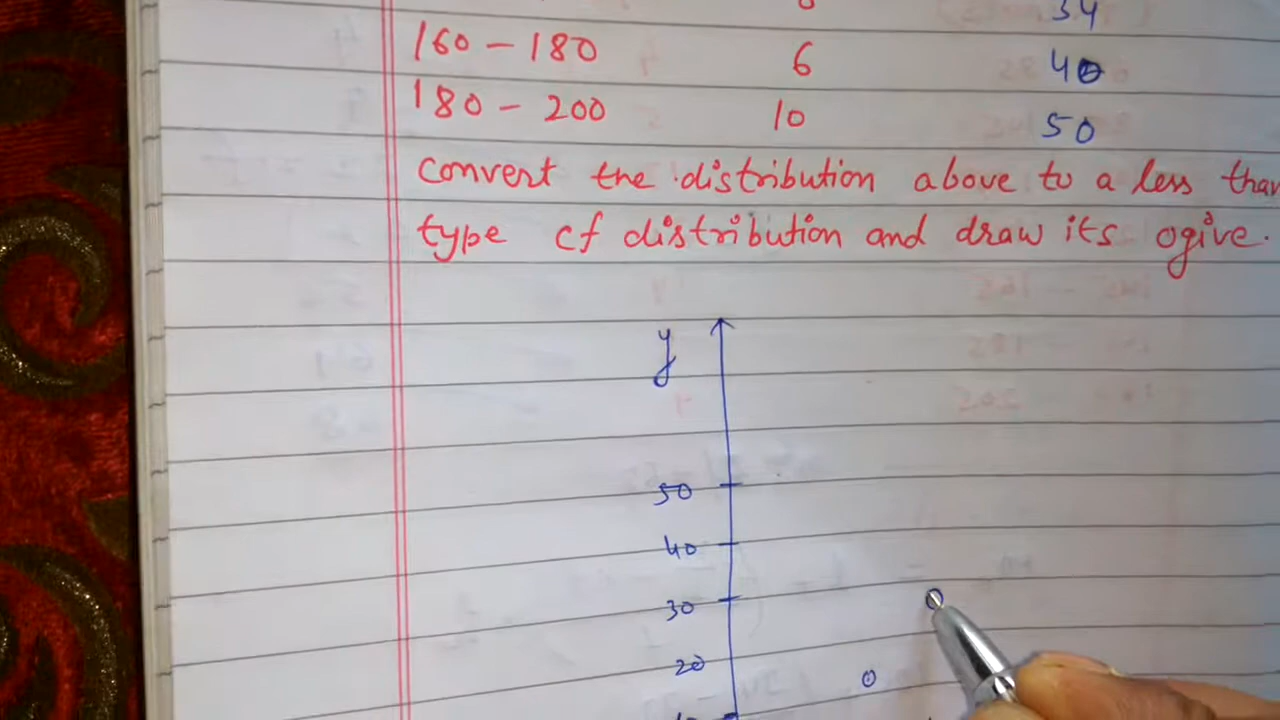 34
160 - 180 6 40
180 - 200 10 50
convert the distribution above to a less than
type cf distribution and draw its ogive.
y
50
40
30
20